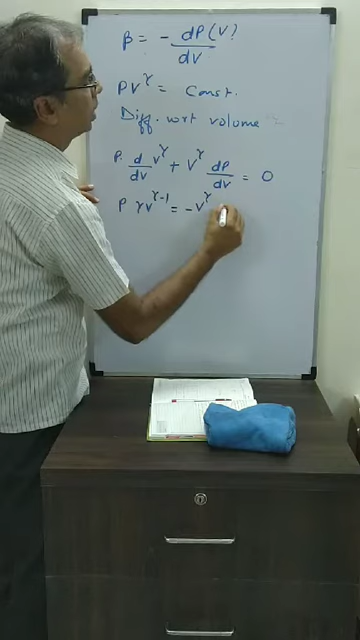 β = - dP(V)/dV
PV^γ = Const.
Diff. wrt volume
P. d/dV V^γ + V^γ dP/dV = 0
P γV^γ-1 = -V^γ